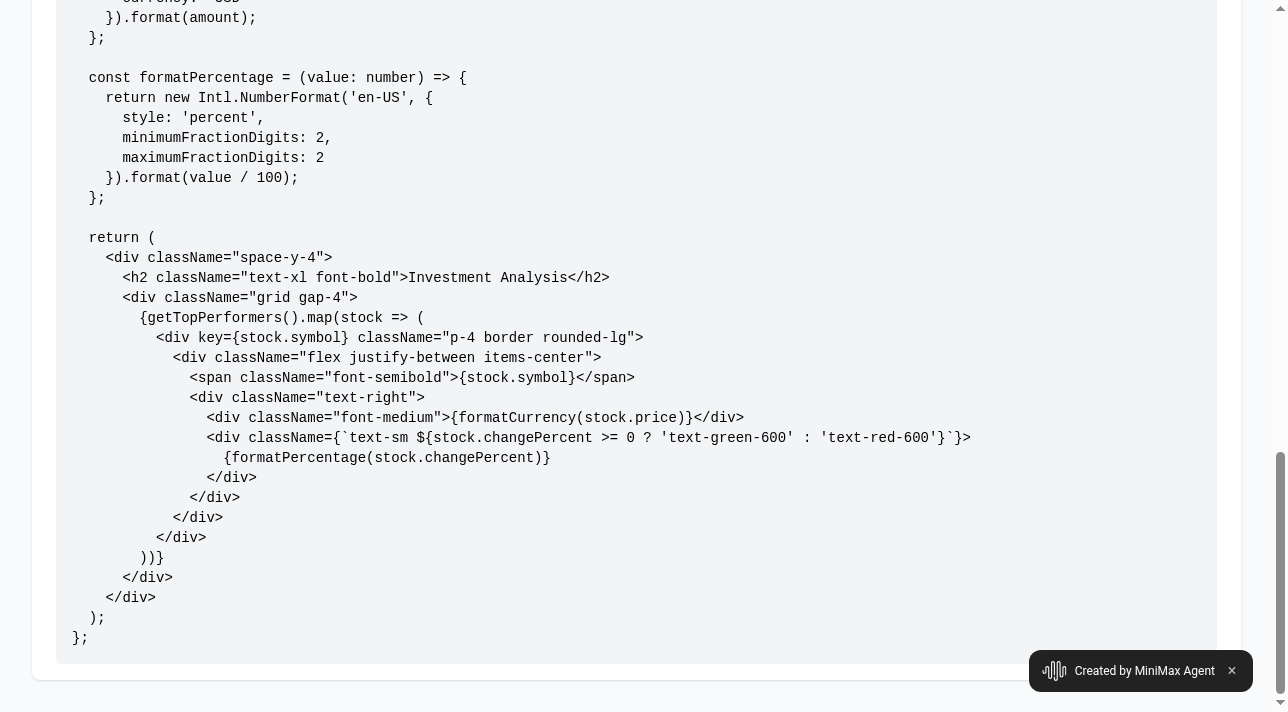 }).format(amount);
};
const formatPercentage = (value: number) => {
return new Intl.NumberFormat('en-US', {
style: 'percent',
minimumFractionDigits: 2,
maximumFractionDigits: 2
}).format(value / 100);
};
return (
<div className="space-y-4">
<h2 className="text-xl font-bold">Investment Analysis</h2>
<div className="grid gap-4">
{getTopPerformers().map(stock => (
<div key={stock.symbol} className="p-4 border rounded-lg">
<div className="flex justify-between items-center">
<span className="font-semibold">{stock.symbol}</span>
<div className="text-right">
<div className="font-medium">{formatCurrency(stock.price)}</div>
<div className={`text-sm ${stock.changePercent >= 0 ? 'text-green-600' : 'text-red-600'}`}>
{formatPercentage(stock.changePercent)}
</div>
</div>
</div>
</div>
))}
</div>
</div>
);
};
Created by MiniMax Agent ×